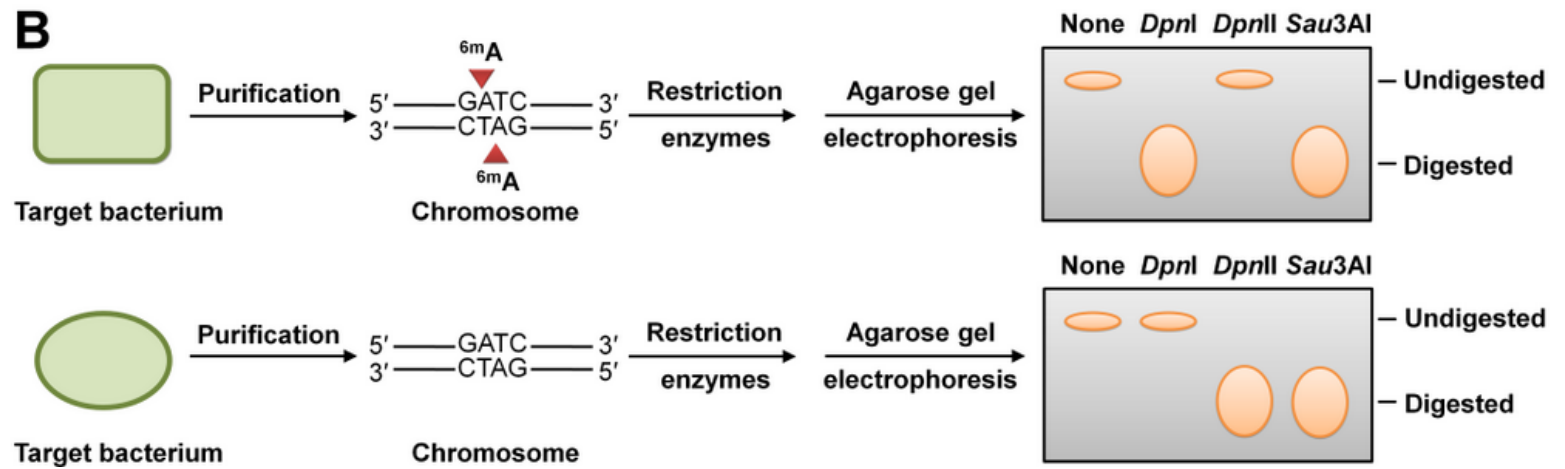 B
None DpnI DpnII Sau3AI
6mA
Purification
5′ GATC 3′
3′ CTAG 5′
6mA
Restriction
enzymes
Agarose gel
electrophoresis
Undigested
Digested
Target bacterium
Chromosome
None DpnI DpnII Sau3AI
Purification
5′ GATC 3′
3′ CTAG 5′
Restriction
enzymes
Agarose gel
electrophoresis
Undigested
Digested
Target bacterium
Chromosome